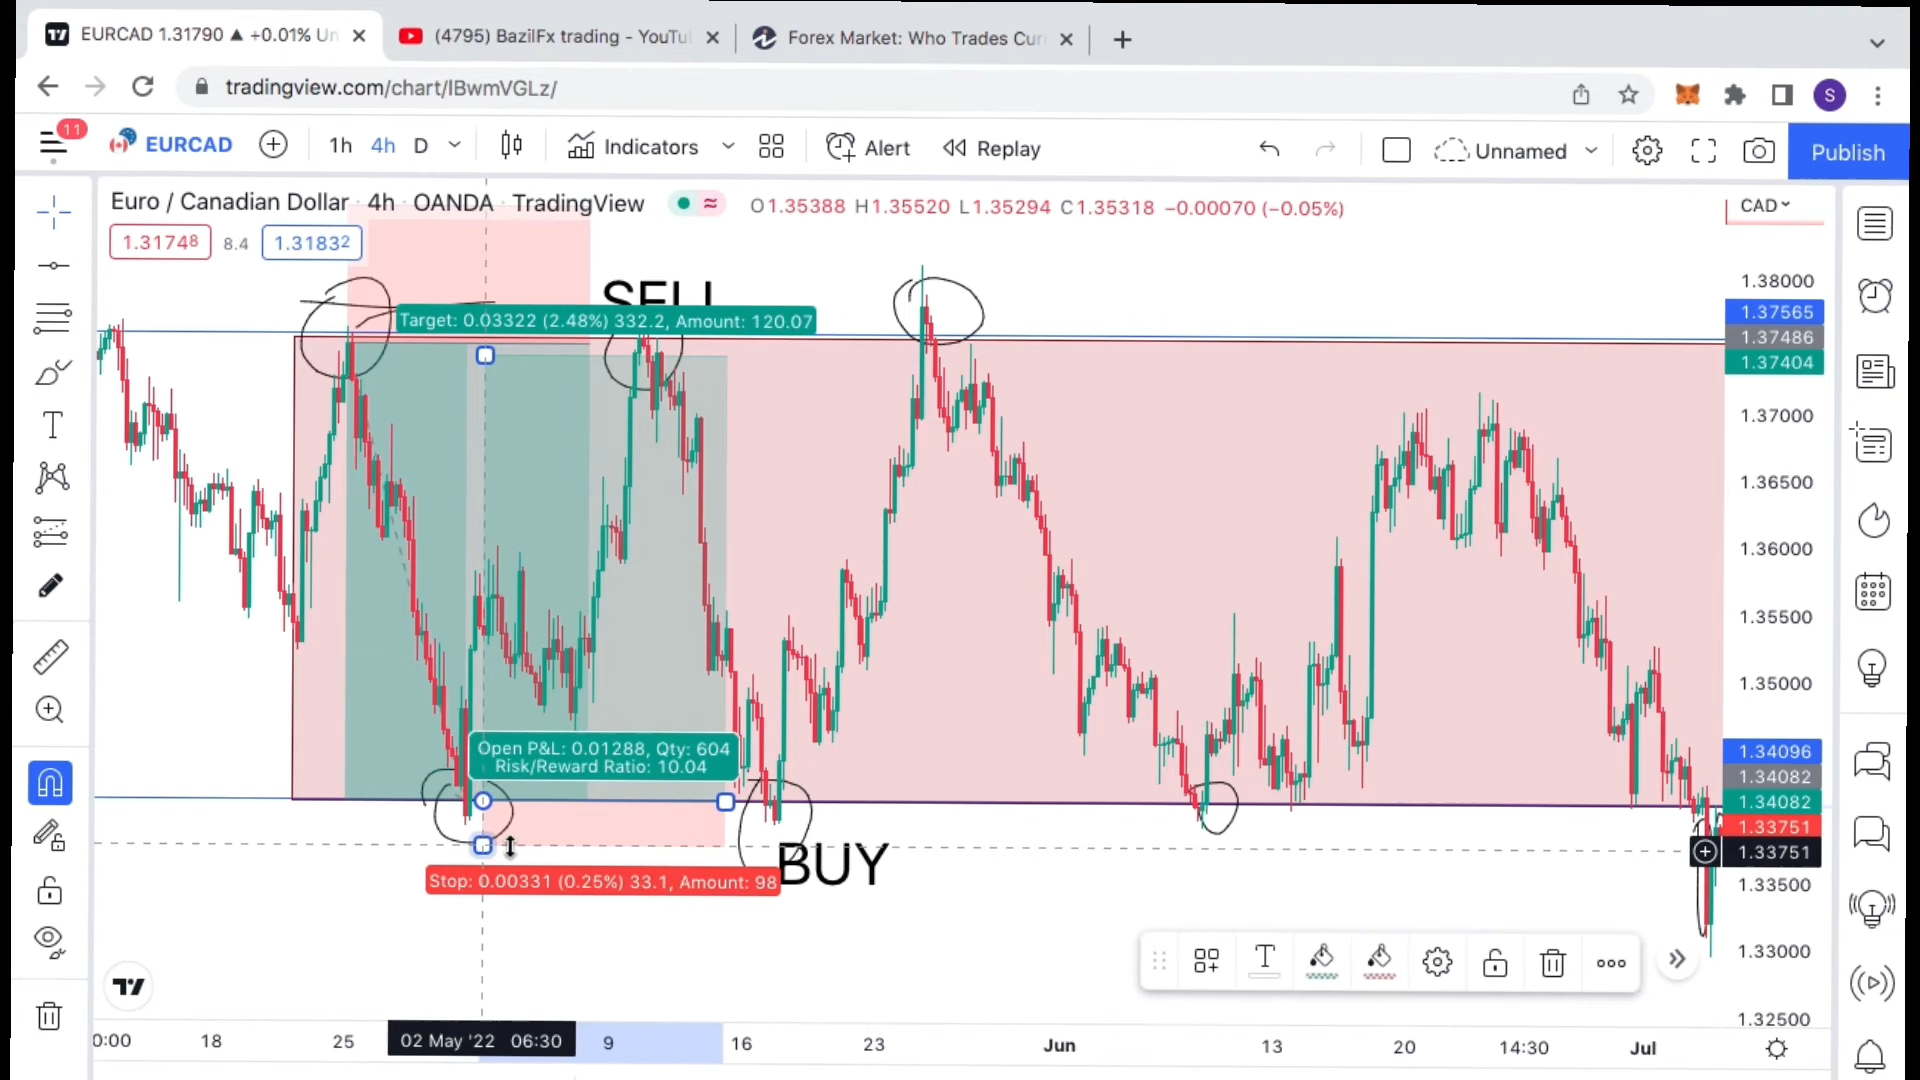 EURCAD 1.31790 ▲ +0.01% Un
(4795) BazilFx trading - YouTu
Forex Market: Who Trades Cur
tradingview.com/chart/lBwmVGLz/
11
EURCAD
1h 4h D
Indicators
Alert
Replay
Unnamed
Publish
Euro / Canadian Dollar · 4h · OANDA · TradingView
O1.35388 H1.35520 L1.35294 C1.35318 −0.00070 (−0.05%)
CAD
1.31748
8.4
1.31832
SELL
Target: 0.03322 (2.48%) 332.2, Amount: 120.07
1.38000
1.37565
1.37486
1.37404
1.37000
1.36500
1.36000
1.35500
1.35000
Open P&L: 0.01288, Qty: 604
Risk/Reward Ratio: 10.04
1.34096
1.34082
1.34082
1.33751
1.33751
BUY
Stop: 0.00331 (0.25%) 33.1, Amount: 98
1.33500
1.33000
1.32500
0:00 18 25 02 May '22 06:30 9 16 23 Jun 13 20 14:30 Jul
S
T
T